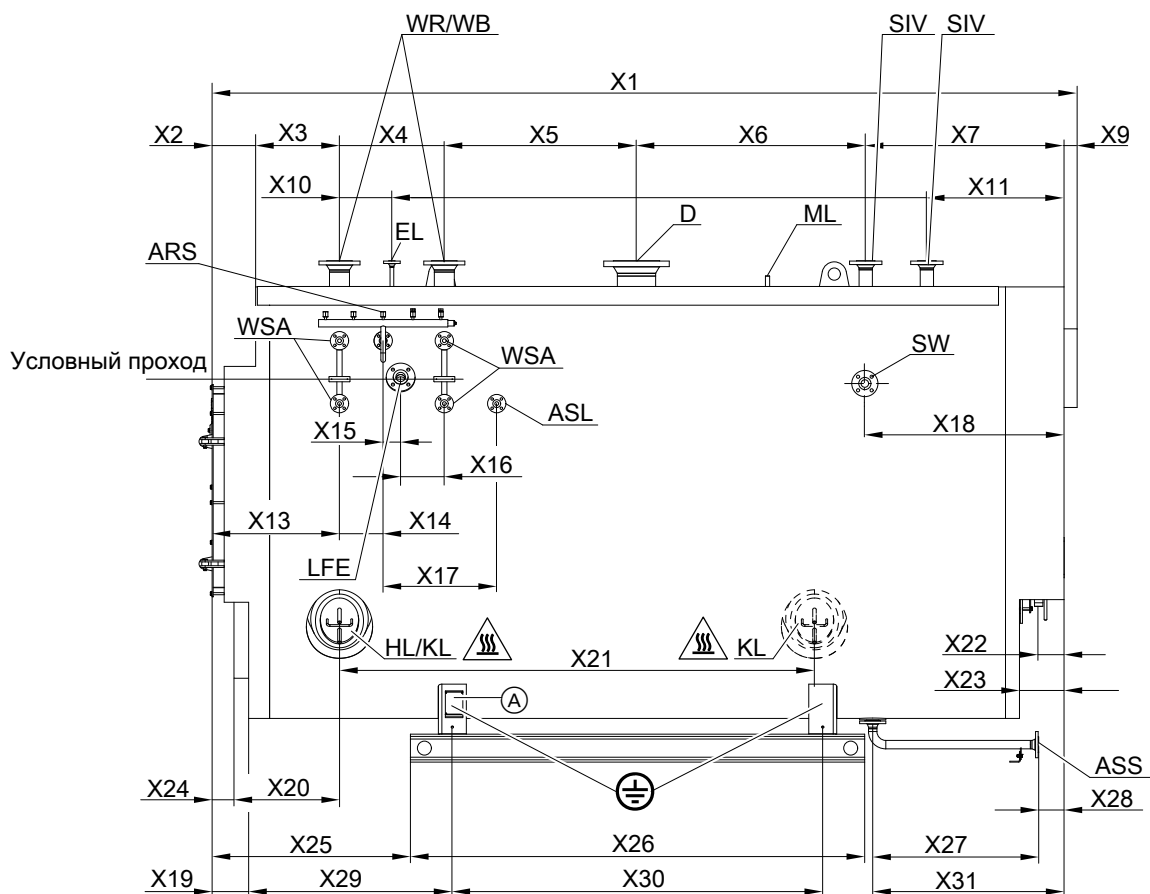 WR/WB
SIV SIV
X1
X2 X3 X4 X5 X6 X7 X9
X10 X11
D ML
EL
ARS
WSA
Условный проход
WSA
SW
ASL
X15
X18
X16
X13 X14
LFE
X17
HL/KL
KL
X21
X22
X23
A
ASS
X24 X20
X28
X25 X26 X27
X19 X29 X30 X31